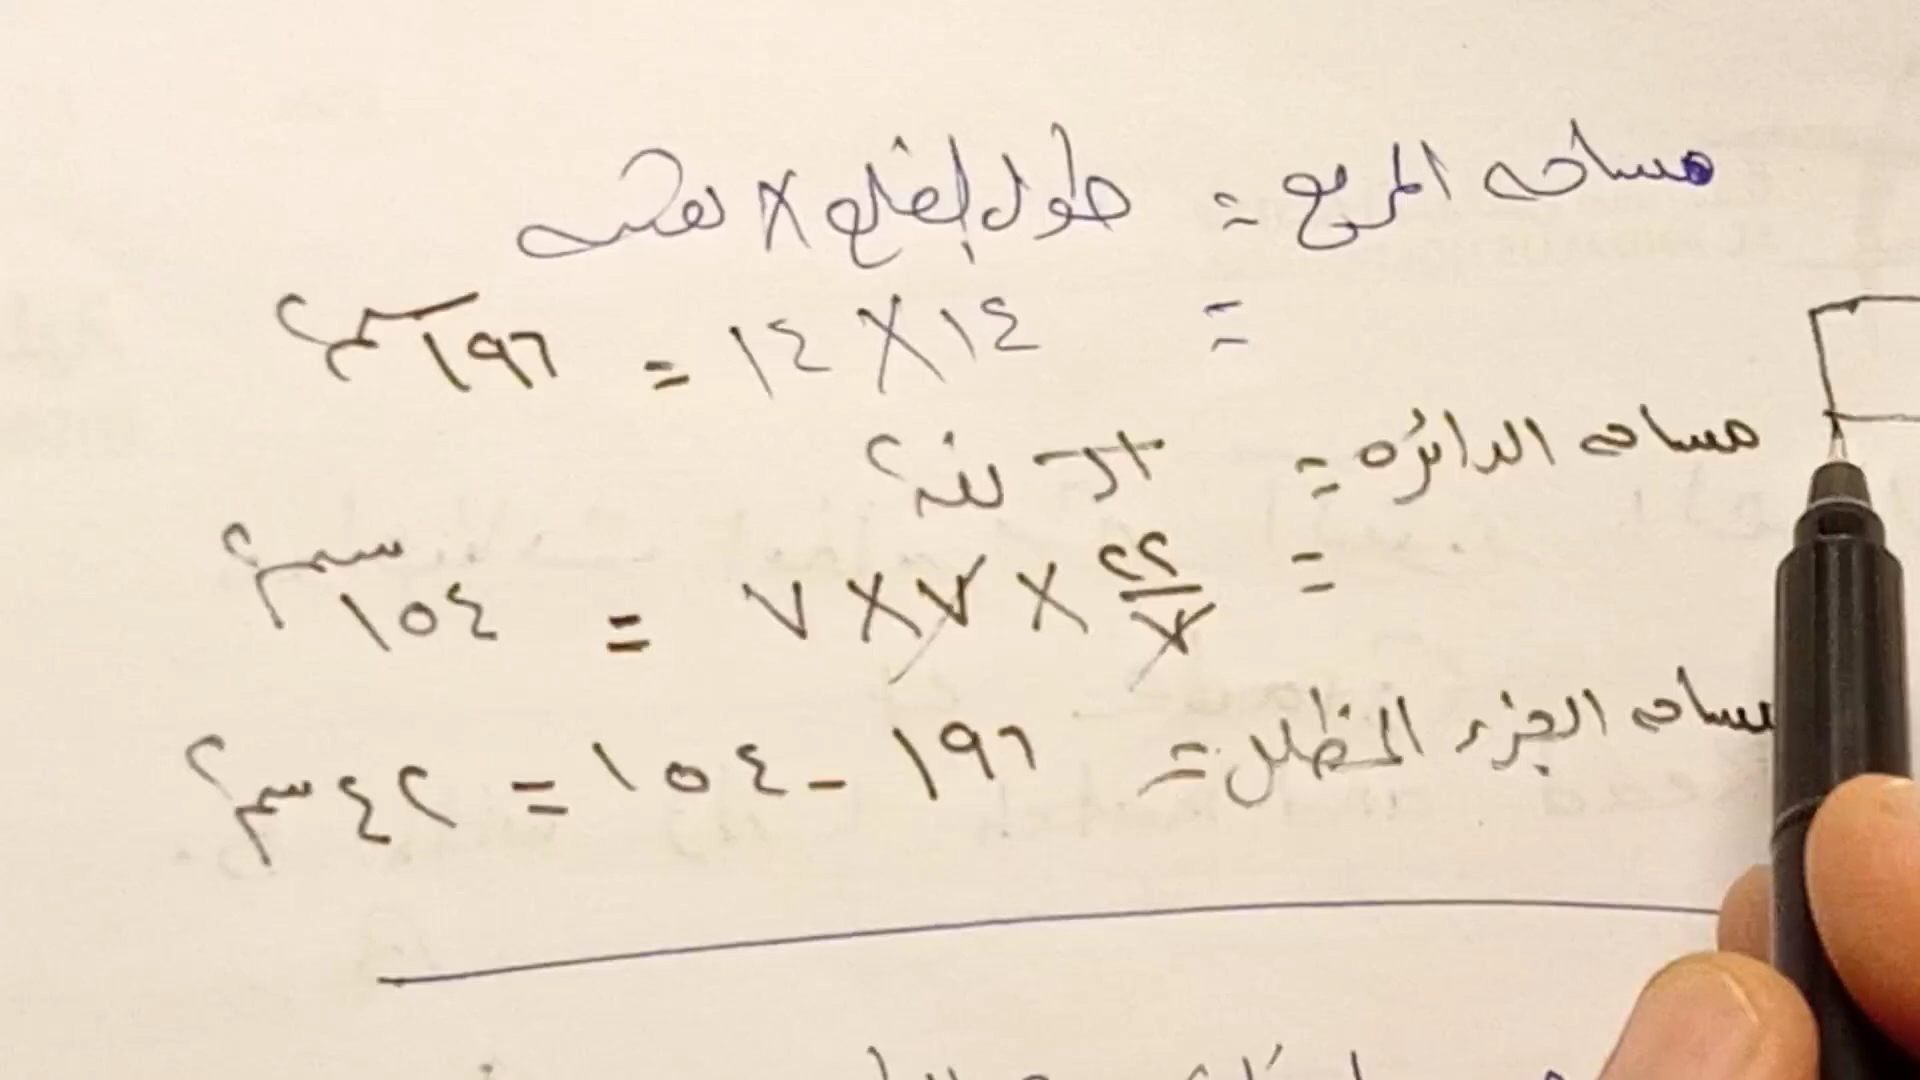 مساحه المربع = طول الضلع × نفسه
= ١٤ × ١٤ = ١٩٦ سم٢
مساحه الدائره = ط نق٢
= ٢٢/٧ × ٧ × ٧ = ١٥٤ سم٢
مساحه الجزء المظلل = ١٩٦ - ١٥٤ = ٤٢ سم٢